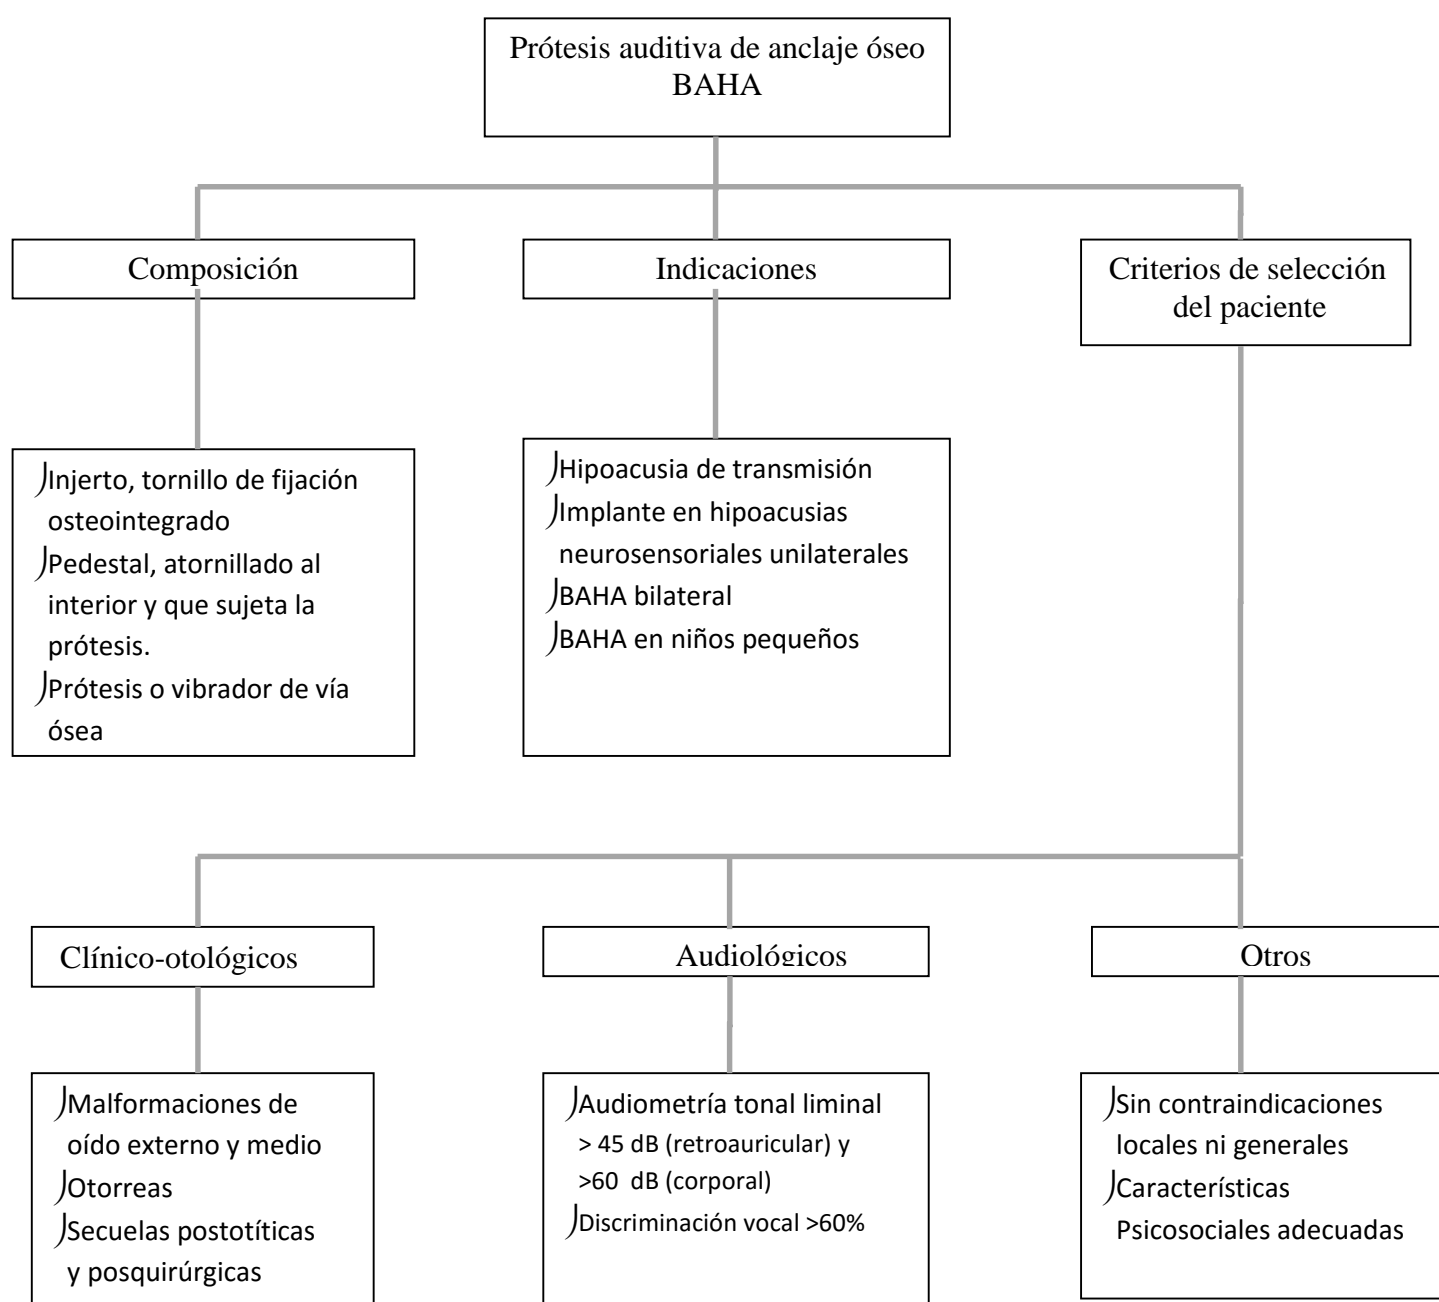 Prótesis auditiva de anclaje óseo
BAHA
Composición
Indicaciones
Criterios de selección
del paciente
Injerto, tornillo de fijación
osteointegrado
Pedestal, atornillado al
interior y que sujeta la
prótesis.
Prótesis o vibrador de vía
ósea
Hipoacusia de transmisión
Implante en hipoacusias
neurosensoriales unilaterales
BAHA bilateral
BAHA en niños pequeños
Clínico-otológicos
Audiológicos
Otros
Malformaciones de
oído externo y medio
Otorreas
Secuelas postotíticas
y posquirúrgicas
Audiometría tonal liminal
> 45 dB (retroauricular) y
>60 dB (corporal)
Discriminación vocal >60%
Sin contraindicaciones
locales ni generales
Características
Psicosociales adecuadas